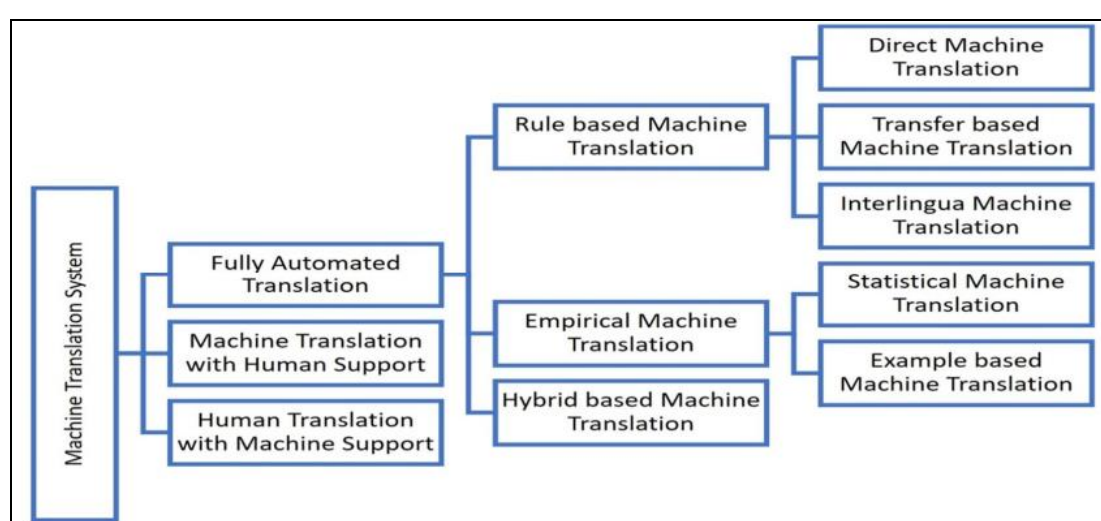 Machine Translation System
Fully Automated
Translation
Machine Translation
with Human Support
Human Translation
with Machine Support
Rule based Machine
Translation
Empirical Machine
Translation
Hybrid based Machine
Translation
Direct Machine
Translation
Transfer based
Machine Translation
Interlingua Machine
Translation
Statistical Machine
Translation
Example based
Machine Translation